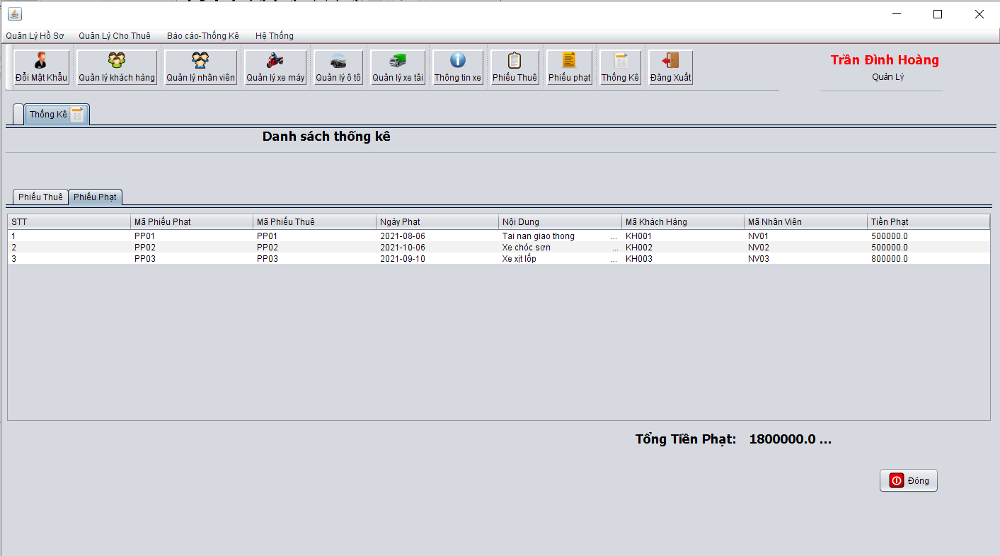 Quản Lý Hồ Sơ Quản Lý Cho Thuê Báo cáo-Thống Kê Hệ Thống
Đổi Mật Khẩu Quản lý khách hàng Quản lý nhân viên Quản lý xe máy Quản lý ô tô Quản lý xe tải Thông tin xe Phiếu Thuê Phiếu phạt Thống Kê Đăng Xuất
Trần Đình Hoàng
Quản Lý
Thống Kê
Danh sách thống kê
Phiếu Thuê Phiếu Phạt
STT Mã Phiếu Phạt Mã Phiếu Thuê Ngày Phạt Nội Dung Mã Khách Hàng Mã Nhân Viên Tiền Phạt
1 PP01 PP01 2021-08-06 Tai nan giao thong ... KH001 NV01 500000.0
2 PP02 PP02 2021-10-06 Xe chóc sơn ... KH002 NV02 500000.0
3 PP03 PP03 2021-09-10 Xe xịt lốp ... KH003 NV03 800000.0
Tổng Tiền Phạt: 1800000.0 ...
Đóng